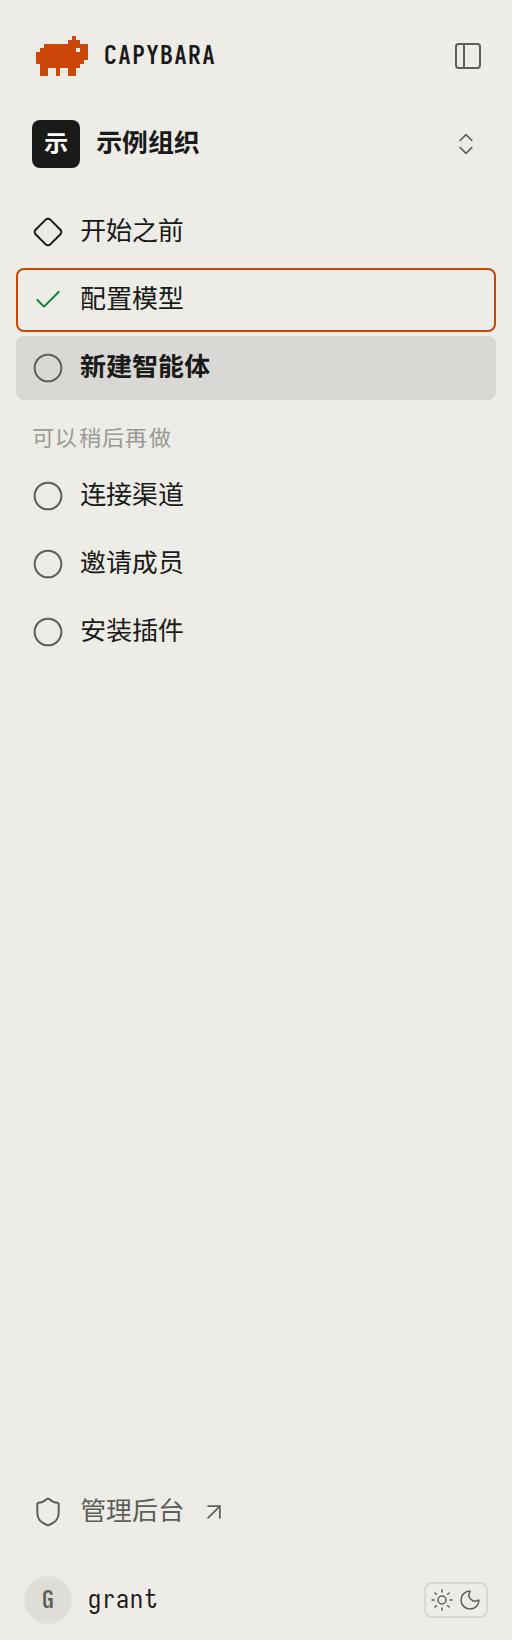 CAPYBARA
示 示例组织
开始之前
配置模型
新建智能体
可以稍后再做
连接渠道
邀请成员
安装插件
管理后台
G grant